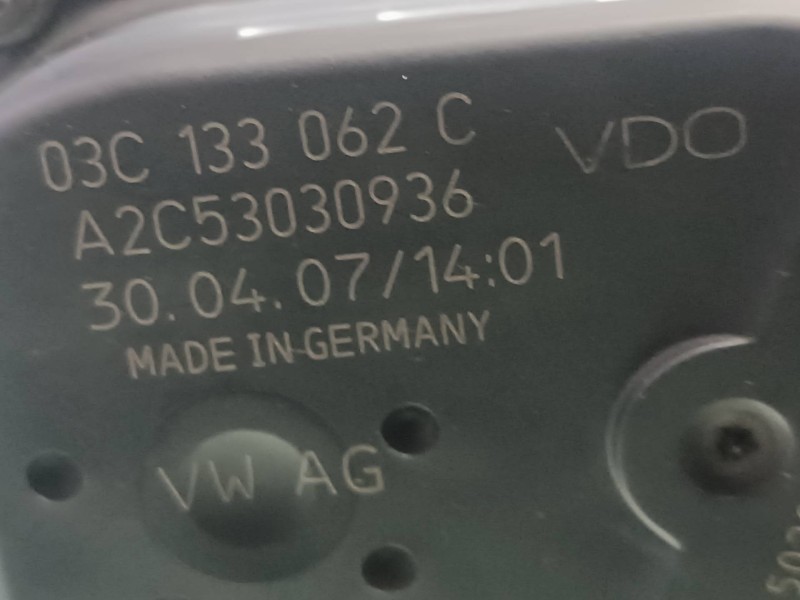 03C 133 062 C
VDO
A2C53030936
30.04.07/14:01
MADE IN GERMANY
VW AG